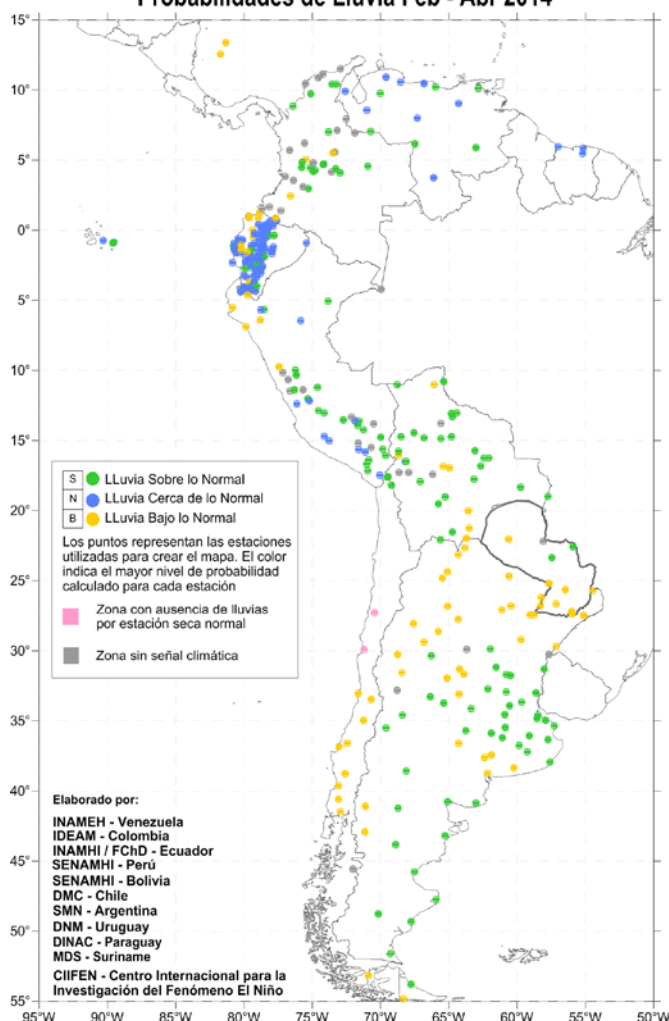 Probabilidades de Lluvia Feb - Abr 2014
15°
10°
5°
0°
5°
10°
15°
20°
25°
30°
35°
40°
45°
50°
55°
S LLuvia Sobre lo Normal
N LLuvia Cerca de lo Normal
B LLuvia Bajo lo Normal
Los puntos representan las estaciones
utilizadas para crear el mapa. El color
indica el mayor nivel de probabilidad
calculado para cada estación
Zona con ausencia de lluvias
por estación seca normal
Zona sin señal climática
Elaborado por:
INAMEH - Venezuela
IDEAM - Colombia
INAMHI / FChD - Ecuador
SENAMHI - Perú
SENAMHI - Bolivia
DMC - Chile
SMN - Argentina
DNM - Uruguay
DINAC - Paraguay
MDS - Suriname
CIIFEN - Centro Internacional para la
Investigación del Fenómeno El Niño
95°W 90°W 85°W 80°W 75°W 70°W 65°W 60°W 55°W 50°W